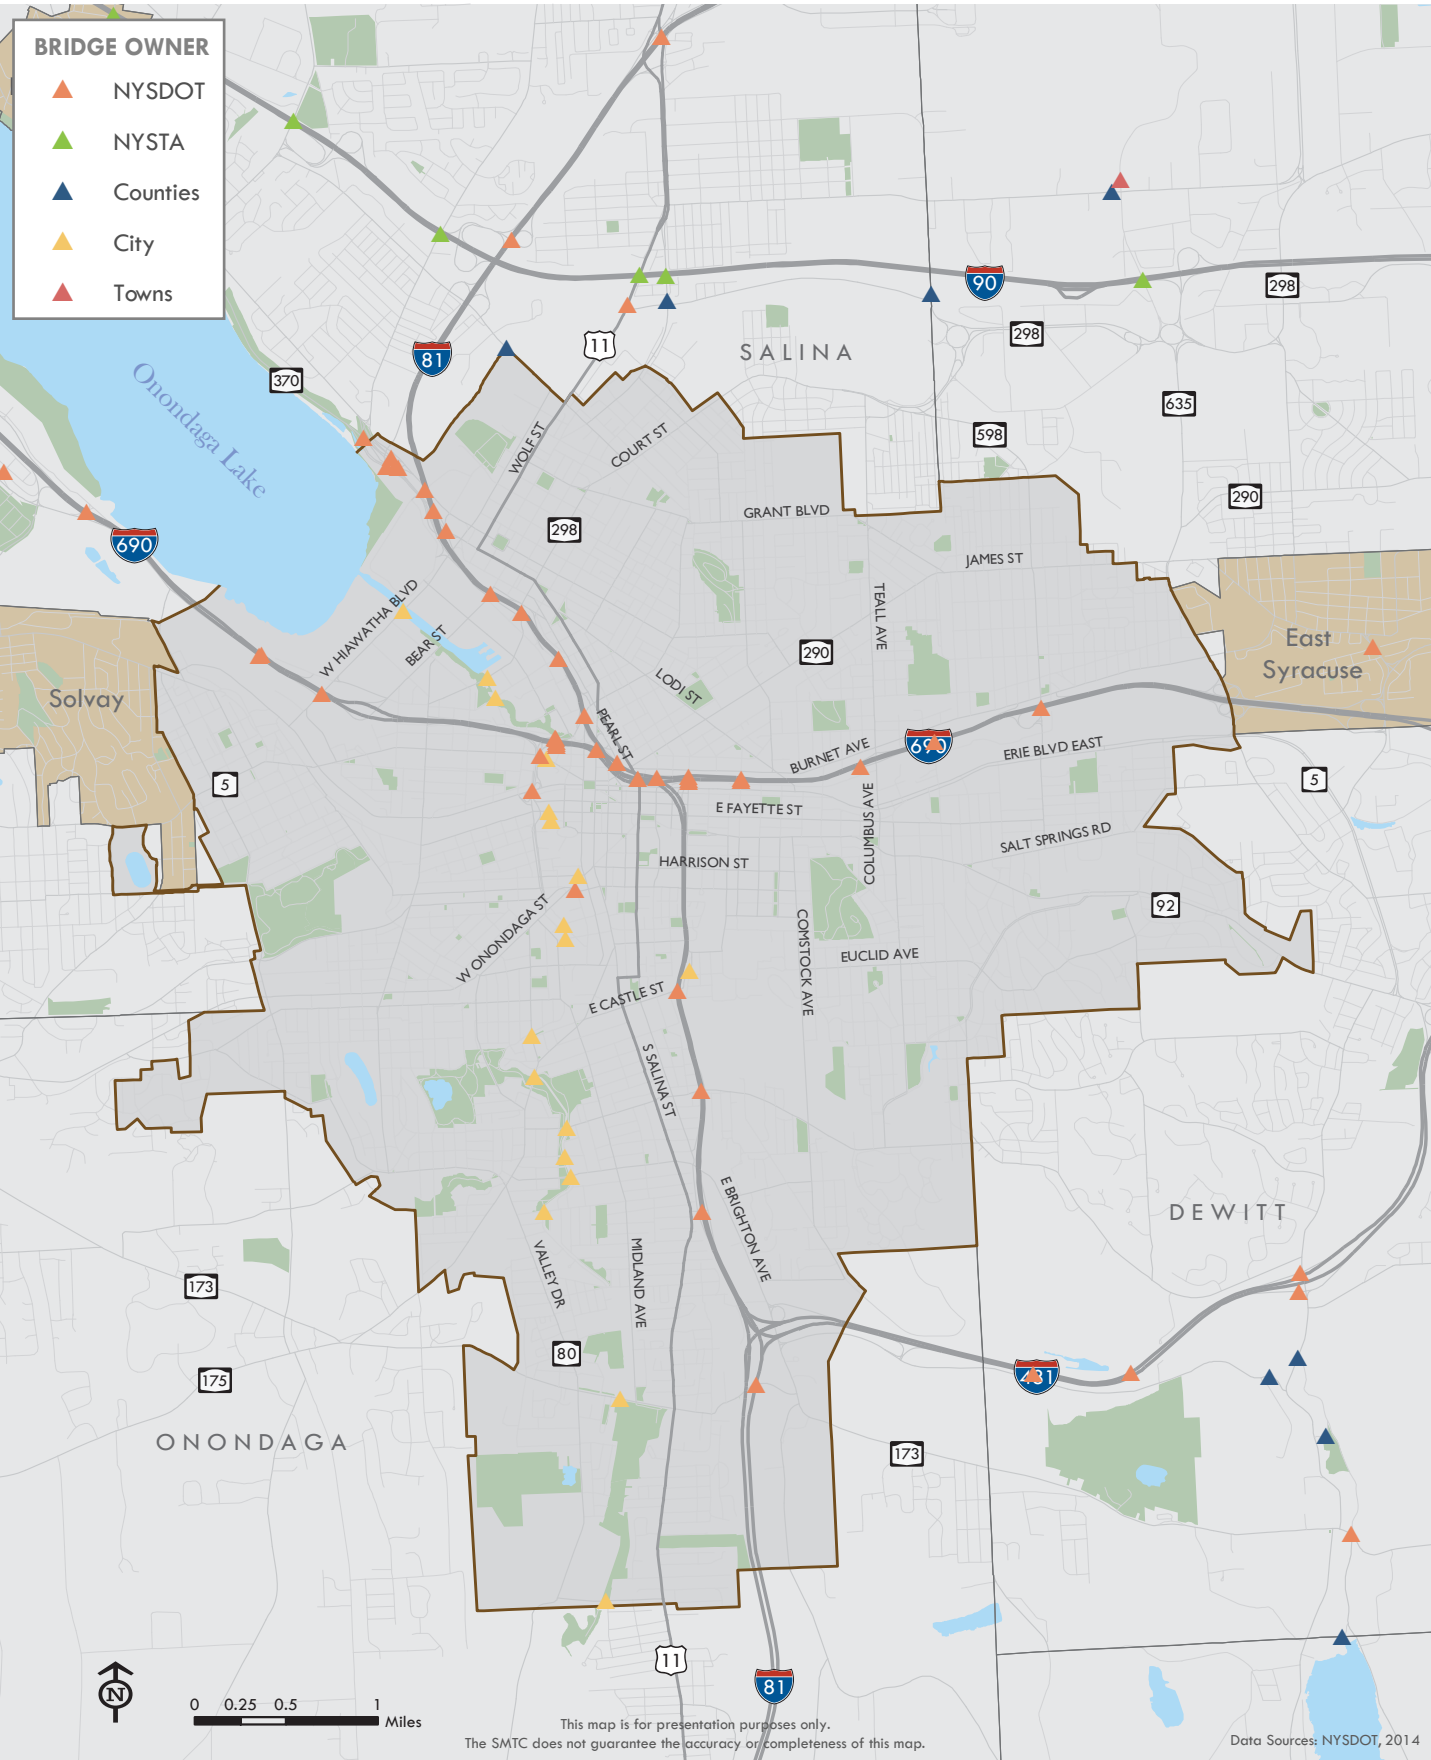 BRIDGE OWNER
NYSDOT
NYSTA
Counties
City
Towns
90
298
298
11
SALINA
81
370
Onondaga Lake
635
598
WOLF ST
COURT ST
290
GRANT BLVD
298
690
JAMES ST
W HIAWATHA BLVD
BEAR ST
TEALL AVE
East
Syracuse
290
LODI ST
Solvay
PEARL ST
690
BURNET AVE
ERIE BLVD EAST
5
5
E FAYETTE ST
COLUMBUS AVE
SALT SPRINGS RD
HARRISON ST
92
W ONONDAGA ST
COMSTOCK AVE
EUCLID AVE
E CASTLE ST
S SALINA ST
DEWITT
E BRIGHTON AVE
VALLEY DR
MIDLAND AVE
173
80
175
481
ONONDAGA
173
11
81
N
0 0.25 0.5 1
Miles
This map is for presentation purposes only.
The SMTC does not guarantee the accuracy or completeness of this map.
Data Sources: NYSDOT, 2014